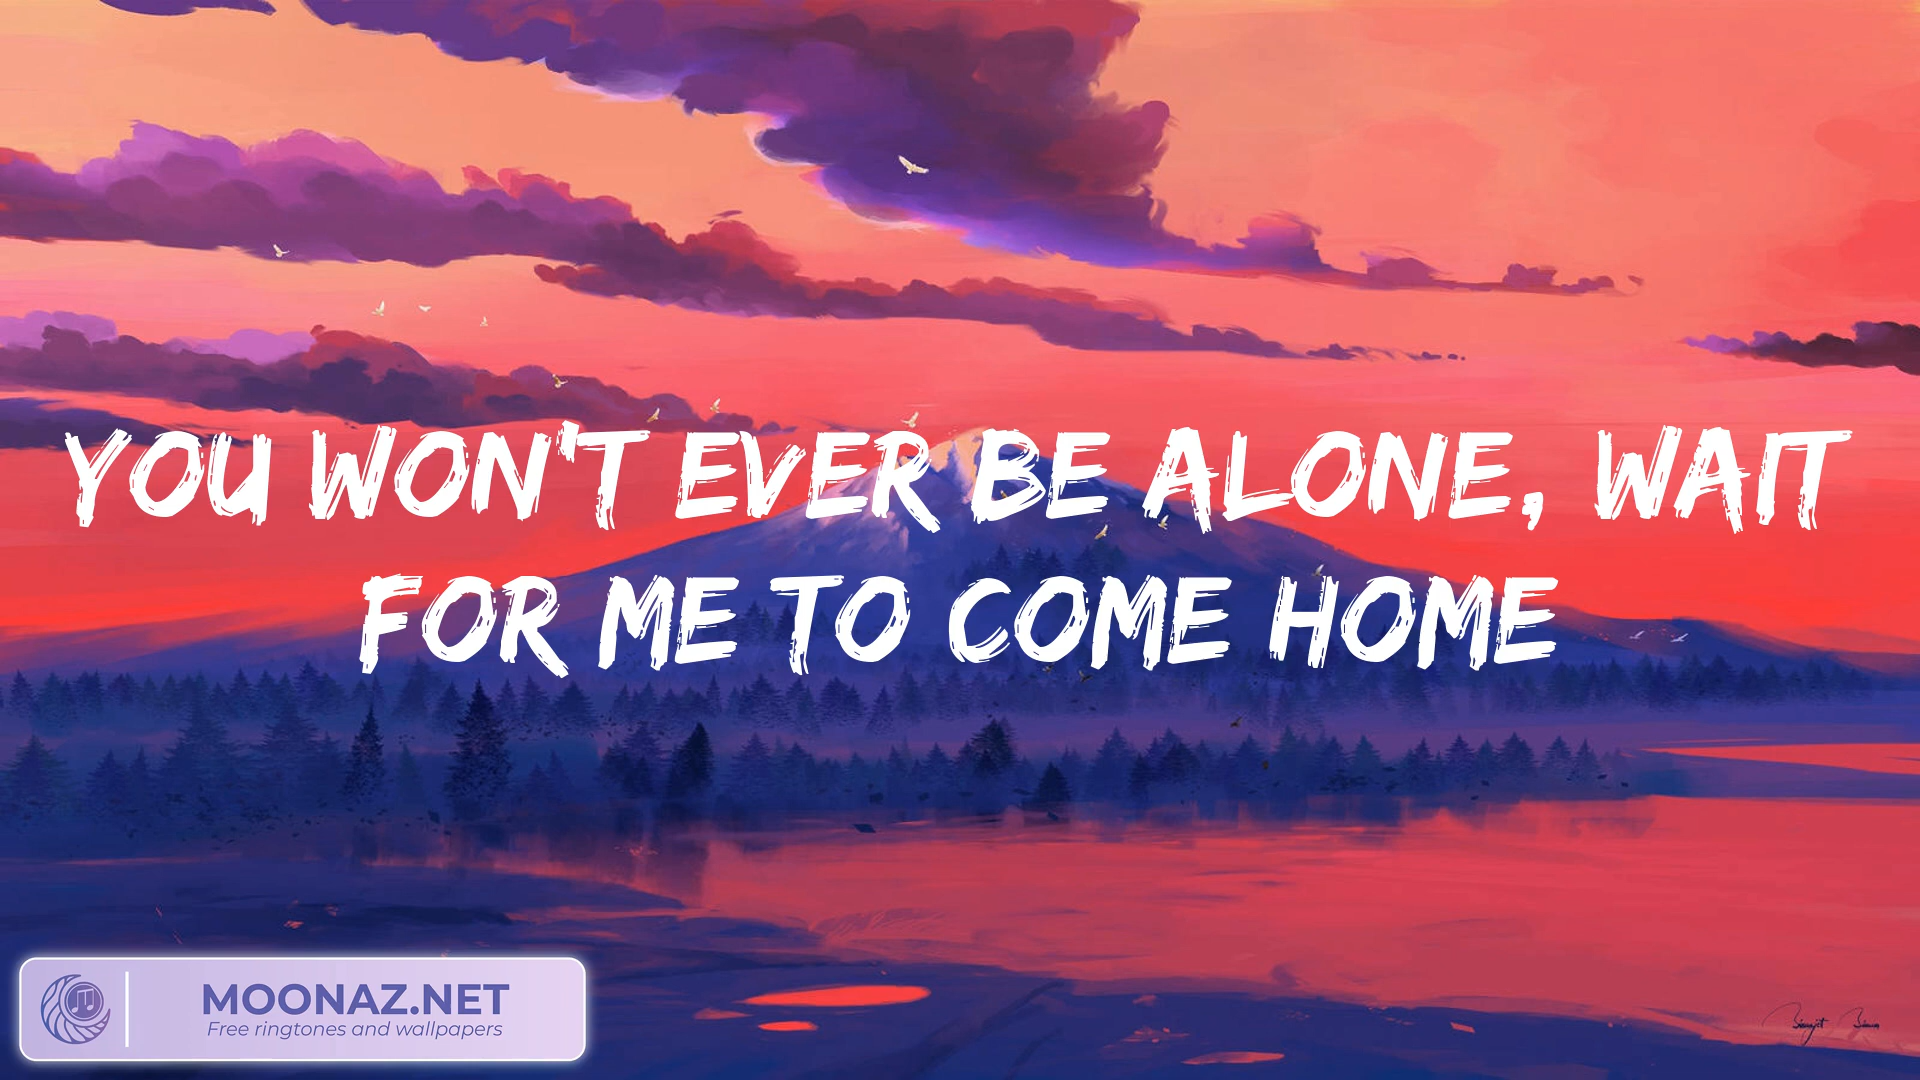 YOU WON'T EVER BE ALONE, WAIT
FOR ME TO COME HOME
MOONAZ.NET
Free ringtones and wallpapers